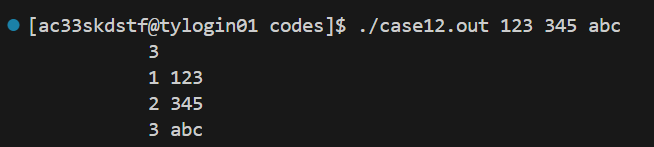 [ac33skdstf@tylogin01 codes]$ ./case12.out 123 345 abc
3
1 123
2 345
3 abc